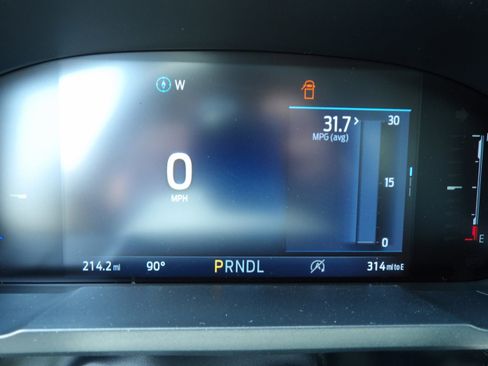 W
31.7
MPG (avg)
30
15
0
0
MPH
E
214.2 mi
90°
PRNDL
314 mi to E